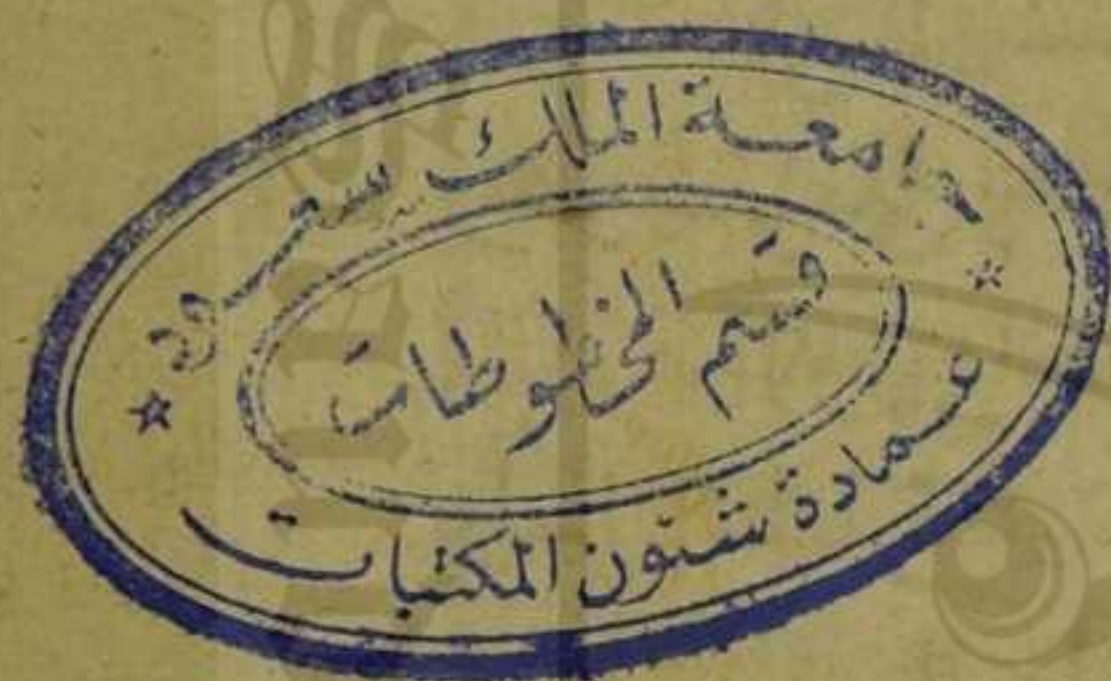 جامعة الملك سعود
قسم المخطوطات
عمادة شئون المكتبات